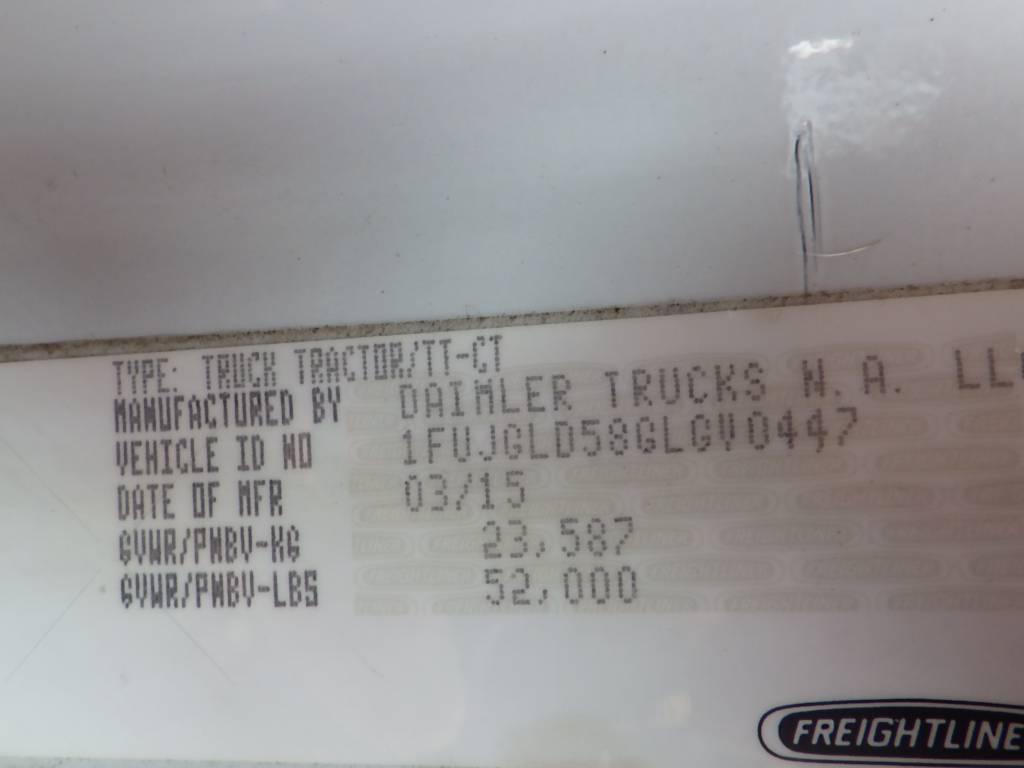 TYPE: TRUCK TRACTOR/TT-CT
MANUFACTURED BY DAIMLER TRUCKS N.A. LL
VEHICLE ID NO 1FUJGLD58GLGV0447
DATE OF MFR 03/15
GVWR/PNBV-KG 23,587
GVWR/PNBV-LBS 52,000
FREIGHTLINE